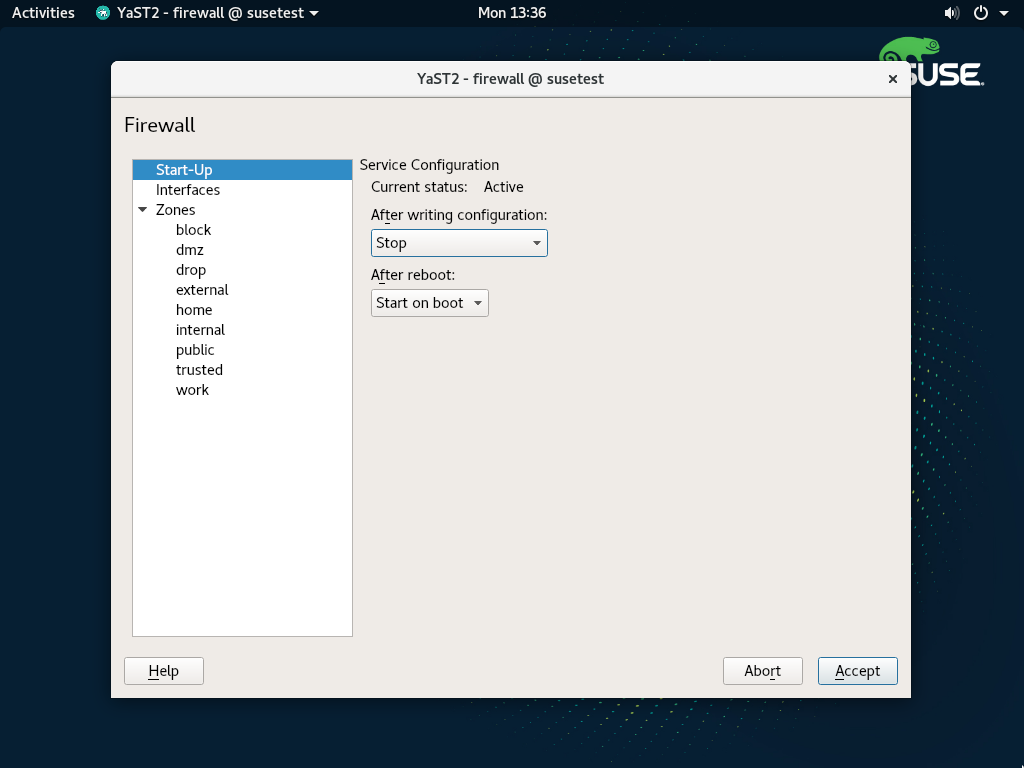 Activities YaST2 - firewall @ susetest Mon 13:36
SUSE
YaST2 - firewall @ susetest
Firewall
Start-Up
Interfaces
Zones
block
dmz
drop
external
home
internal
public
trusted
work
Service Configuration
Current status: Active
After writing configuration:
Stop
After reboot:
Start on boot
Help Abort Accept